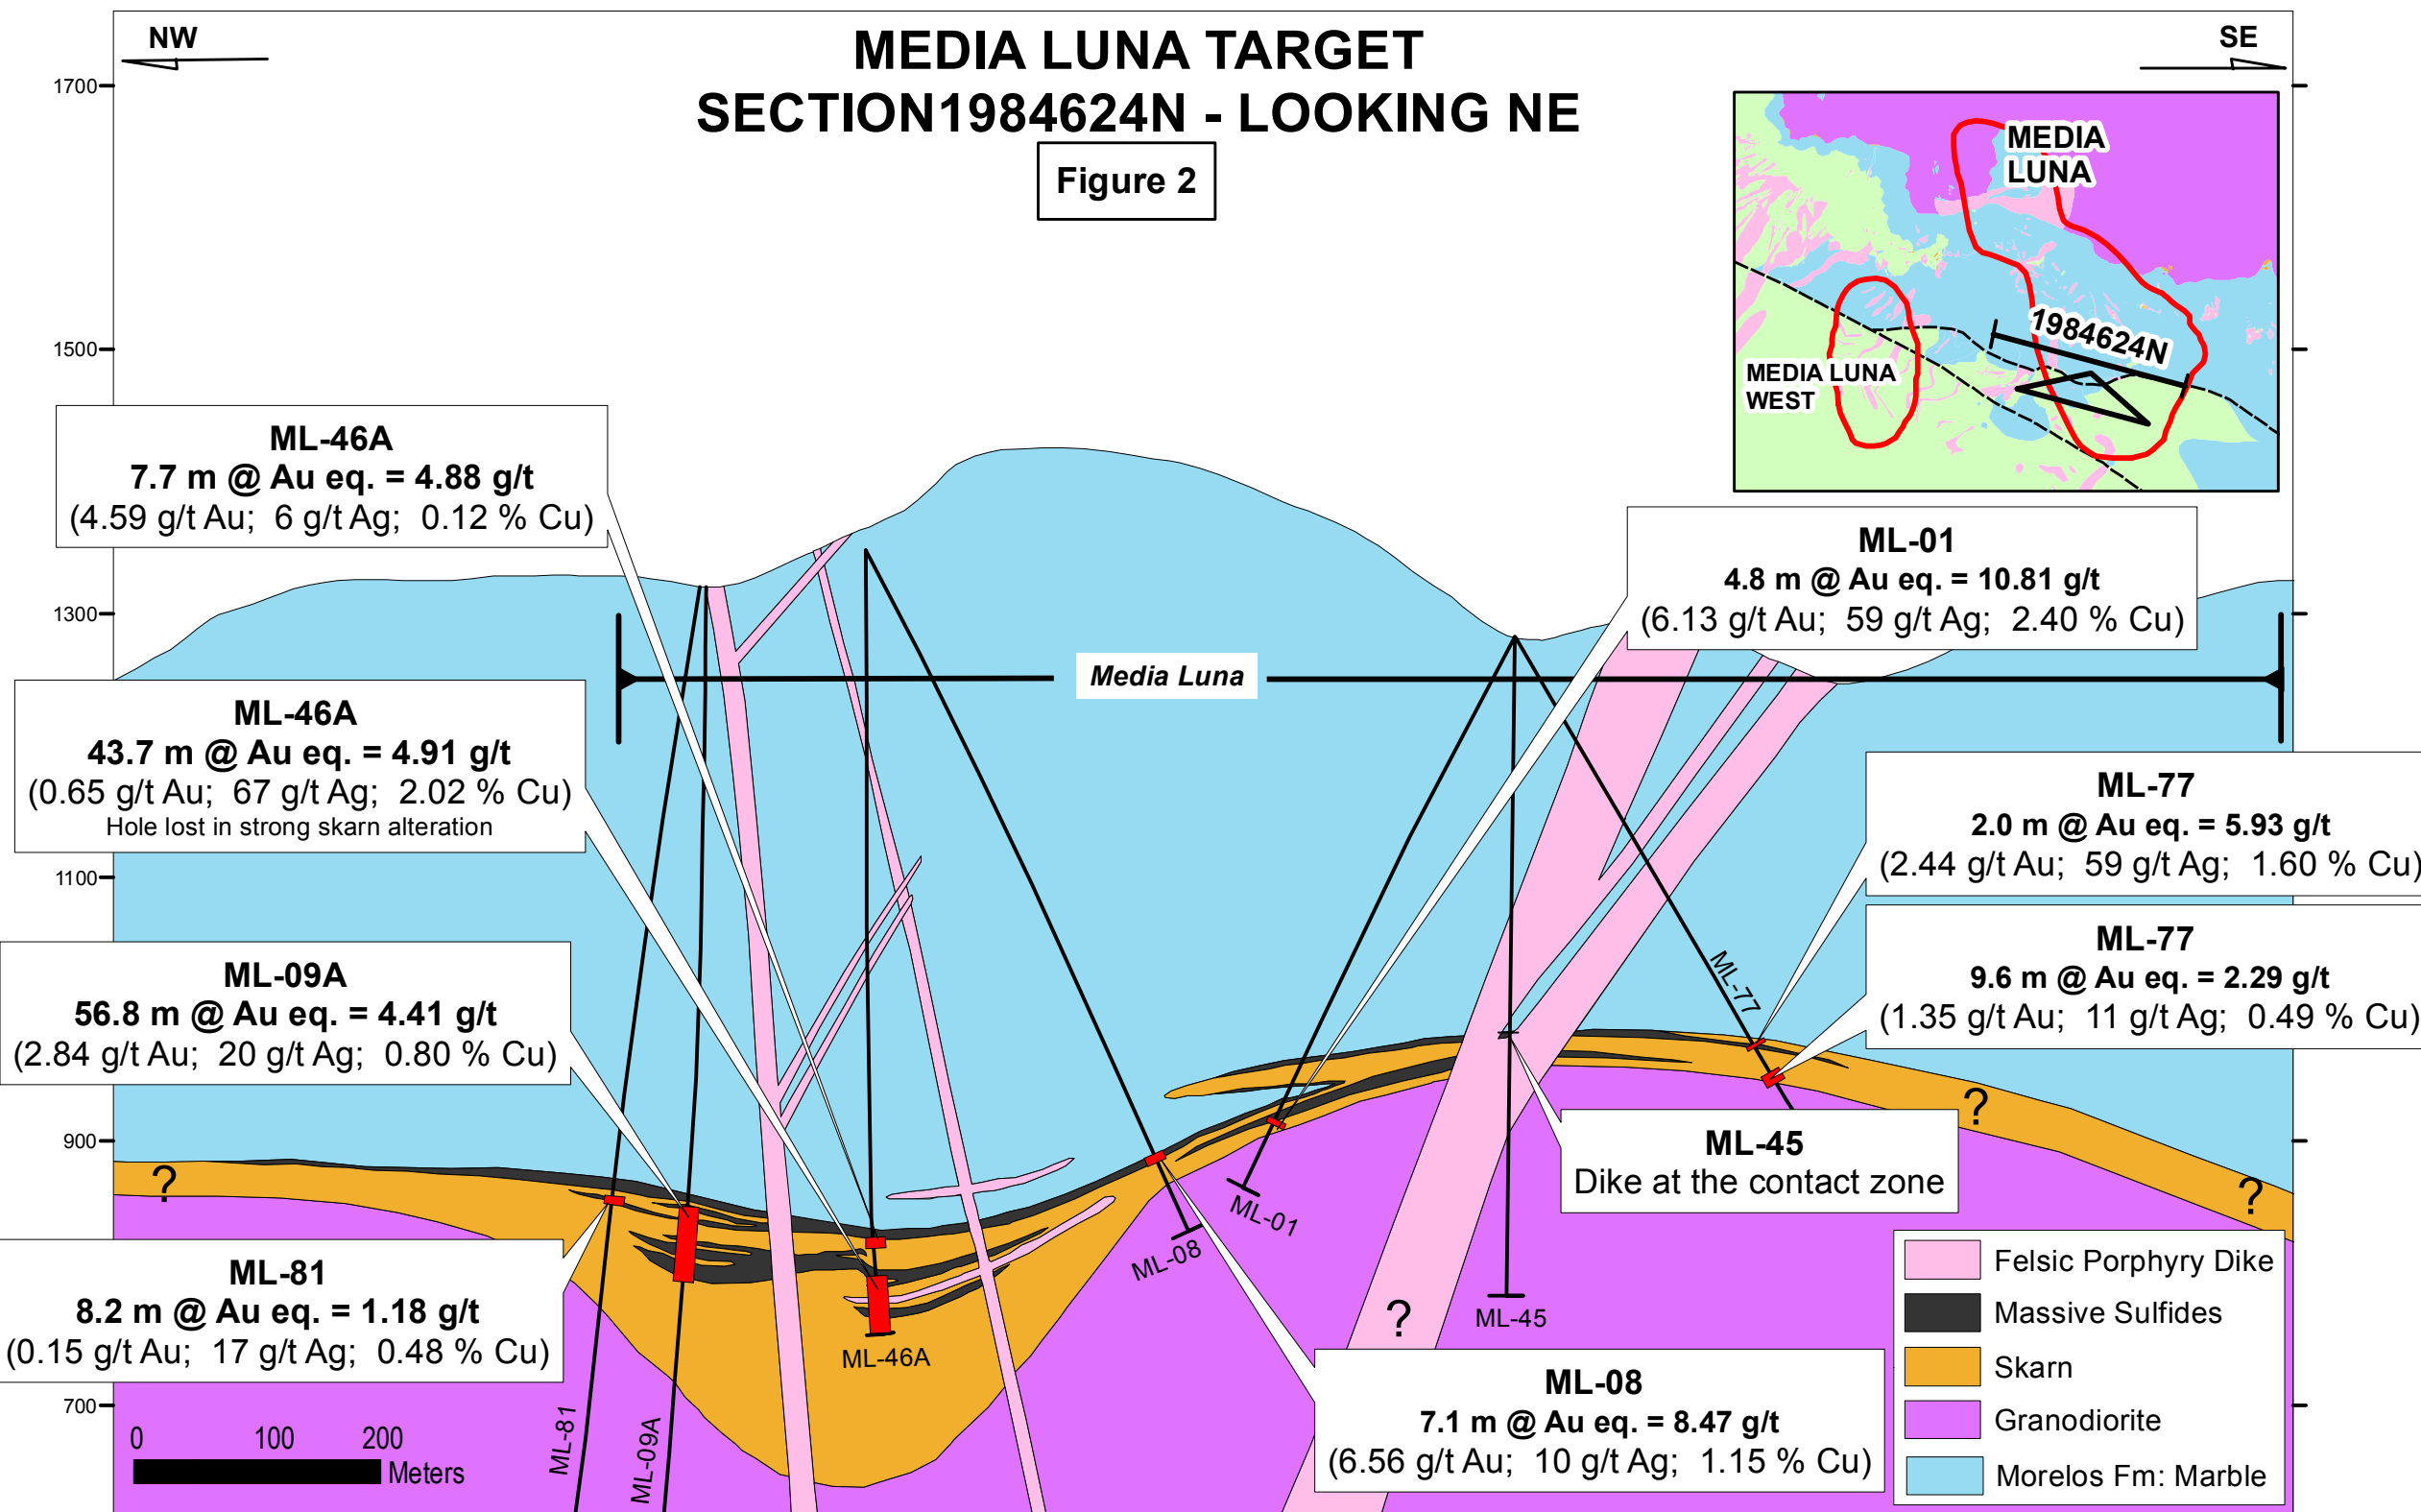 NW
MEDIA LUNA TARGET
SE
SECTION1984624N - LOOKING NE
Figure 2
1700
1500
1300
1100
900
700
MEDIA
LUNA
1984624N
MEDIA LUNA
WEST
ML-46A
7.7 m @ Au eq. = 4.88 g/t
(4.59 g/t Au; 6 g/t Ag; 0.12 % Cu)
ML-01
4.8 m @ Au eq. = 10.81 g/t
(6.13 g/t Au; 59 g/t Ag; 2.40 % Cu)
Media Luna
ML-46A
43.7 m @ Au eq. = 4.91 g/t
(0.65 g/t Au; 67 g/t Ag; 2.02 % Cu)
Hole lost in strong skarn alteration
ML-77
2.0 m @ Au eq. = 5.93 g/t
(2.44 g/t Au; 59 g/t Ag; 1.60 % Cu)
ML-77
ML-77
9.6 m @ Au eq. = 2.29 g/t
(1.35 g/t Au; 11 g/t Ag; 0.49 % Cu)
ML-09A
56.8 m @ Au eq. = 4.41 g/t
(2.84 g/t Au; 20 g/t Ag; 0.80 % Cu)
?
?
?
?
ML-45
Dike at the contact zone
ML-01
ML-08
ML-45
ML-46A
ML-81
8.2 m @ Au eq. = 1.18 g/t
(0.15 g/t Au; 17 g/t Ag; 0.48 % Cu)
ML-81
ML-09A
ML-08
7.1 m @ Au eq. = 8.47 g/t
(6.56 g/t Au; 10 g/t Ag; 1.15 % Cu)
0 100 200
Meters
Felsic Porphyry Dike
Massive Sulfides
Skarn
Granodiorite
Morelos Fm: Marble